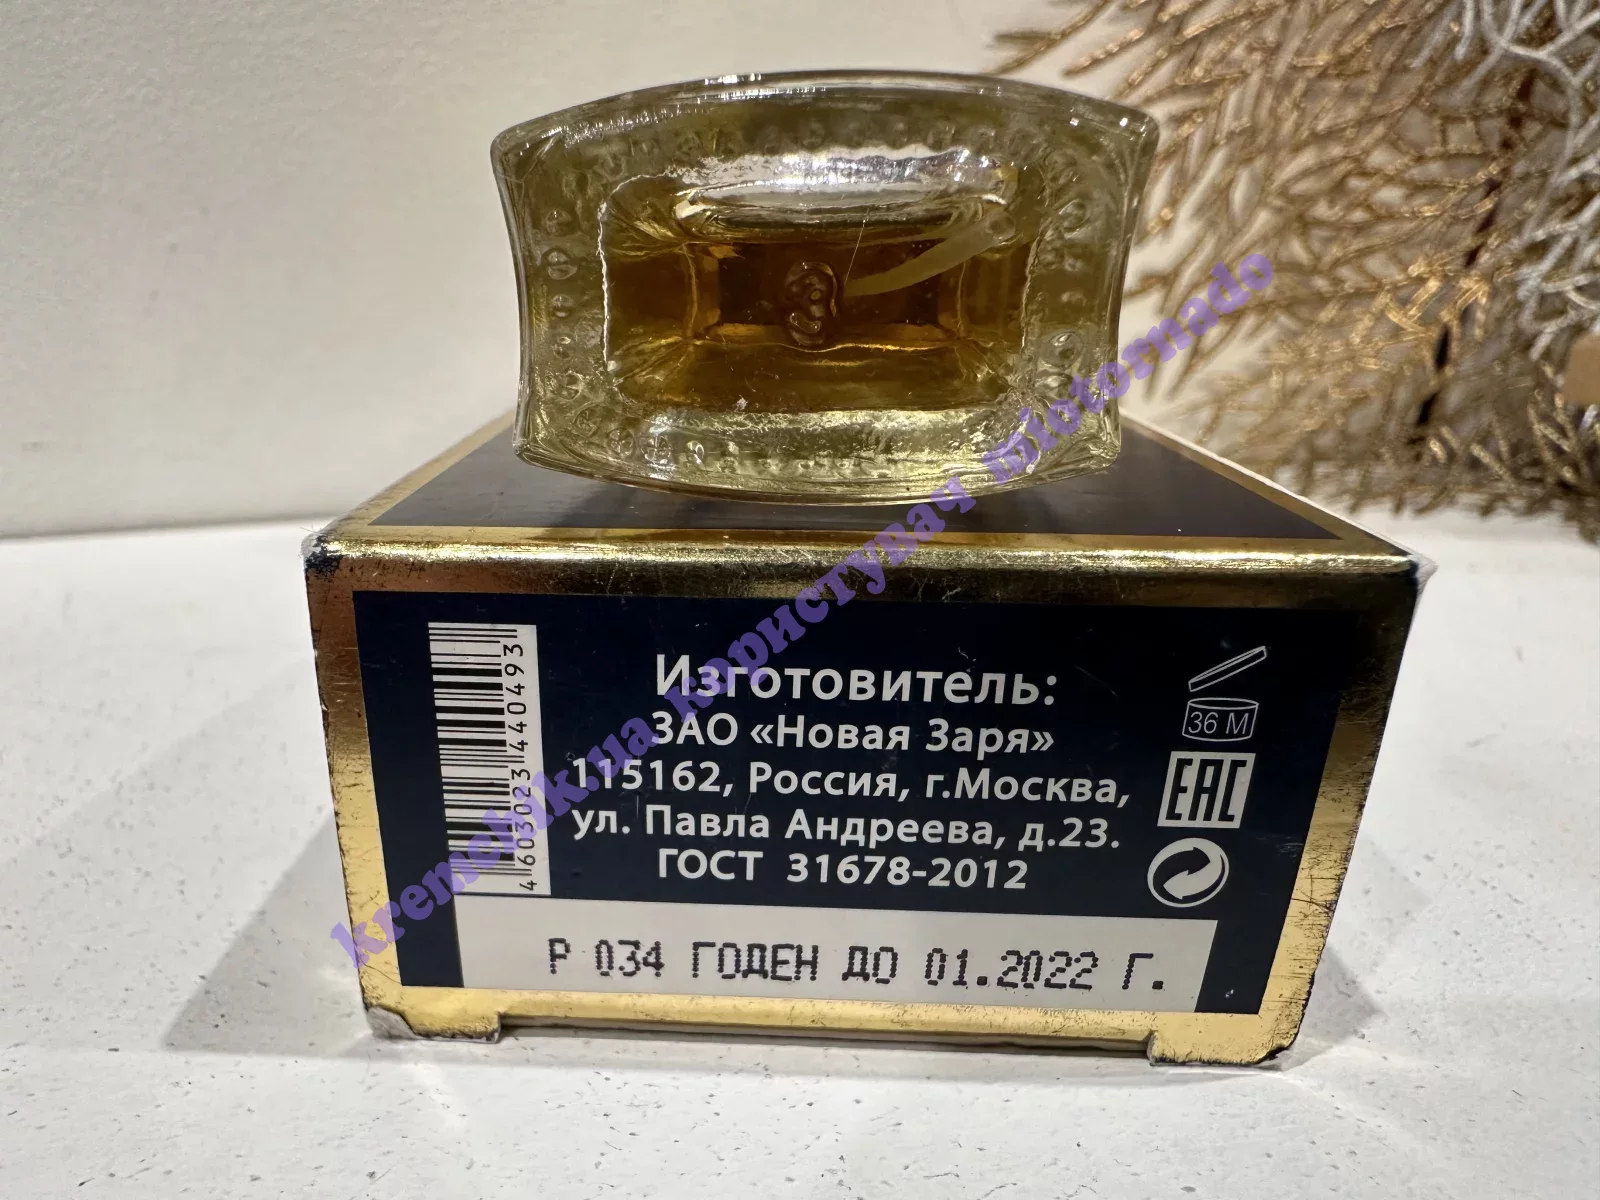 Изготовитель:
ЗАО «Новая Заря»
115162, Россия, г.Москва,
ул. Павла Андреева, д.23.
ГОСТ 31678-2012
4603023440493
36 M
EAC
Р 034 ГОДЕН ДО 01.2022 Г.
kremchik.ua користувач miotornado